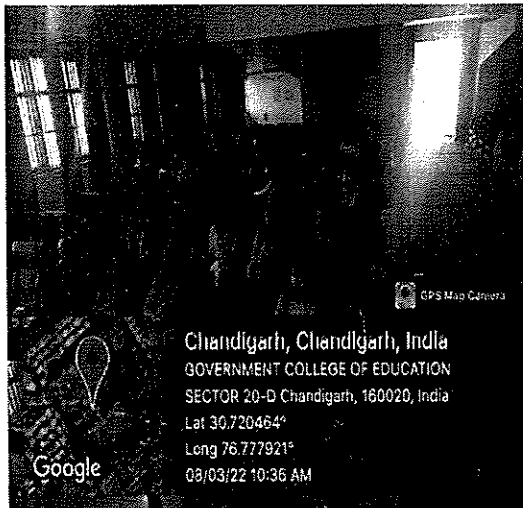 GPS Map Camera
Chandigarh, Chandigarh, India
GOVERNMENT COLLEGE OF EDUCATION
SECTOR 20-D Chandigarh, 160020, India
Lat 30.720464°
Long 76.777921°
08/03/22 10:36 AM
Google